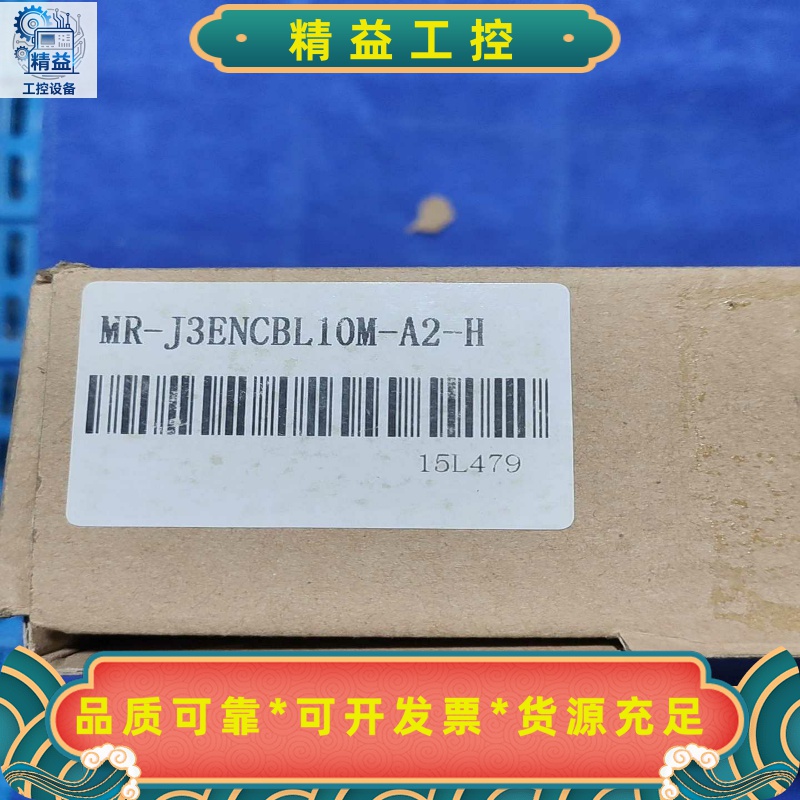 精益工控
精益
工控设备
MR-J3ENCBL10M-A2-H
15L479
品质可靠*可开发票*货源充足